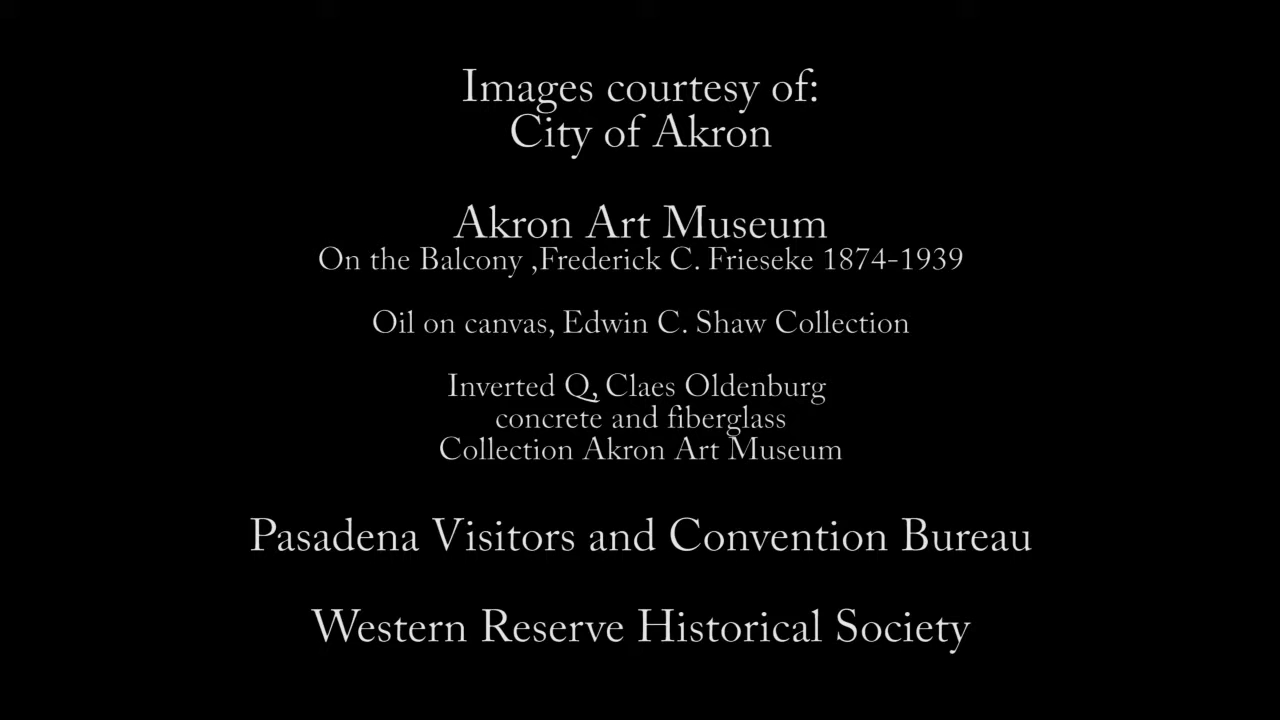 Images courtesy of:
City of Akron
Akron Art Museum
On the Balcony ,Frederick C. Frieseke 1874-1939
Oil on canvas, Edwin C. Shaw Collection
Inverted Q, Claes Oldenburg
concrete and fiberglass
Collection Akron Art Museum
Pasadena Visitors and Convention Bureau
Western Reserve Historical Society